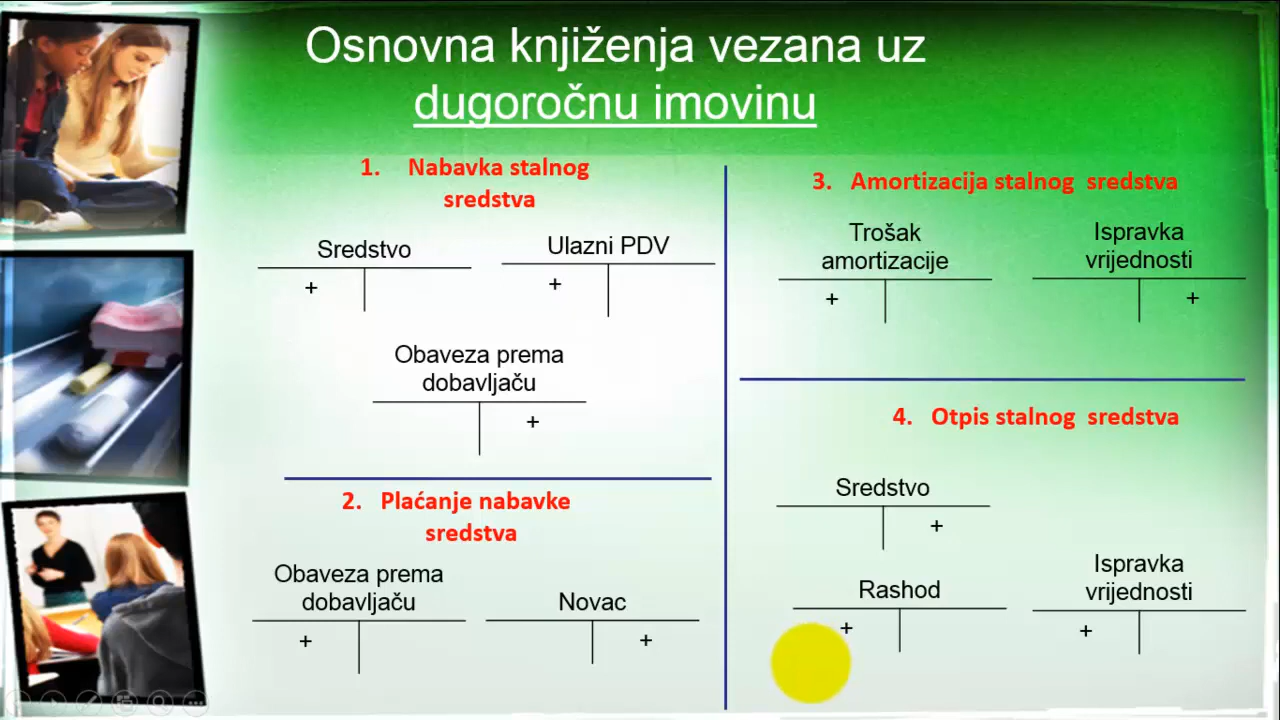 Osnovna knjiženja vezana uz
dugoročnu imovinu
1. Nabavka stalnog
sredstva
Sredstvo
Ulazni PDV
+
+
Obaveza prema
dobavljaču
+
2. Plaćanje nabavke
sredstva
Obaveza prema
dobavljaču
Novac
+
+
3. Amortizacija stalnog sredstva
Trošak
amortizacije
Ispravka
vrijednosti
+
+
4. Otpis stalnog sredstva
Sredstvo
+
Rashod
Ispravka
vrijednosti
+
+